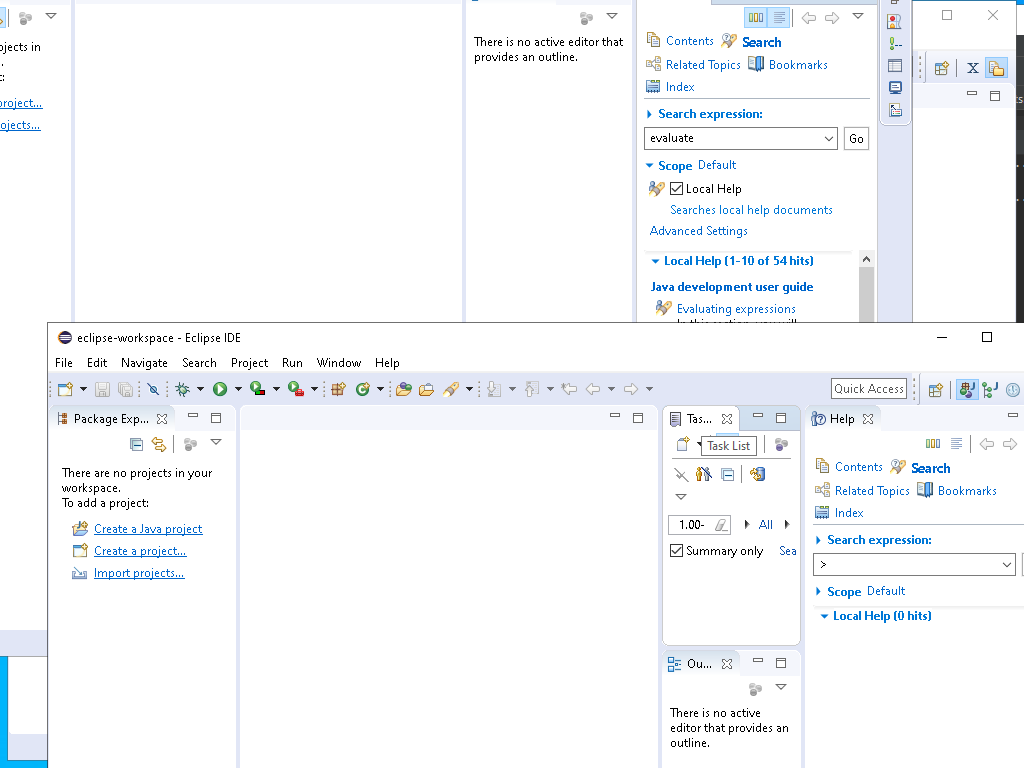 ojects in
.
:
project...
ojects...
There is no active editor that
provides an outline.
Contents
Search
Related Topics
Bookmarks
Index
Search expression:
evaluate
Go
Scope
Default
Local Help
Searches local help documents
Advanced Settings
Local Help (1-10 of 54 hits)
Java development user guide
Evaluating expressions
X
eclipse-workspace - Eclipse IDE
File Edit Navigate Search Project Run Window Help
Quick Access
Package Exp...
There are no projects in your
workspace.
To add a project:
Create a Java project
Create a project...
Import projects...
Tas...
Task List
1.00-
All
Summary only
Sea
Ou...
There is no active
editor that provides an
outline.
Help
Contents
Search
Related Topics
Bookmarks
Index
Search expression:
>
Scope
Default
Local Help (0 hits)